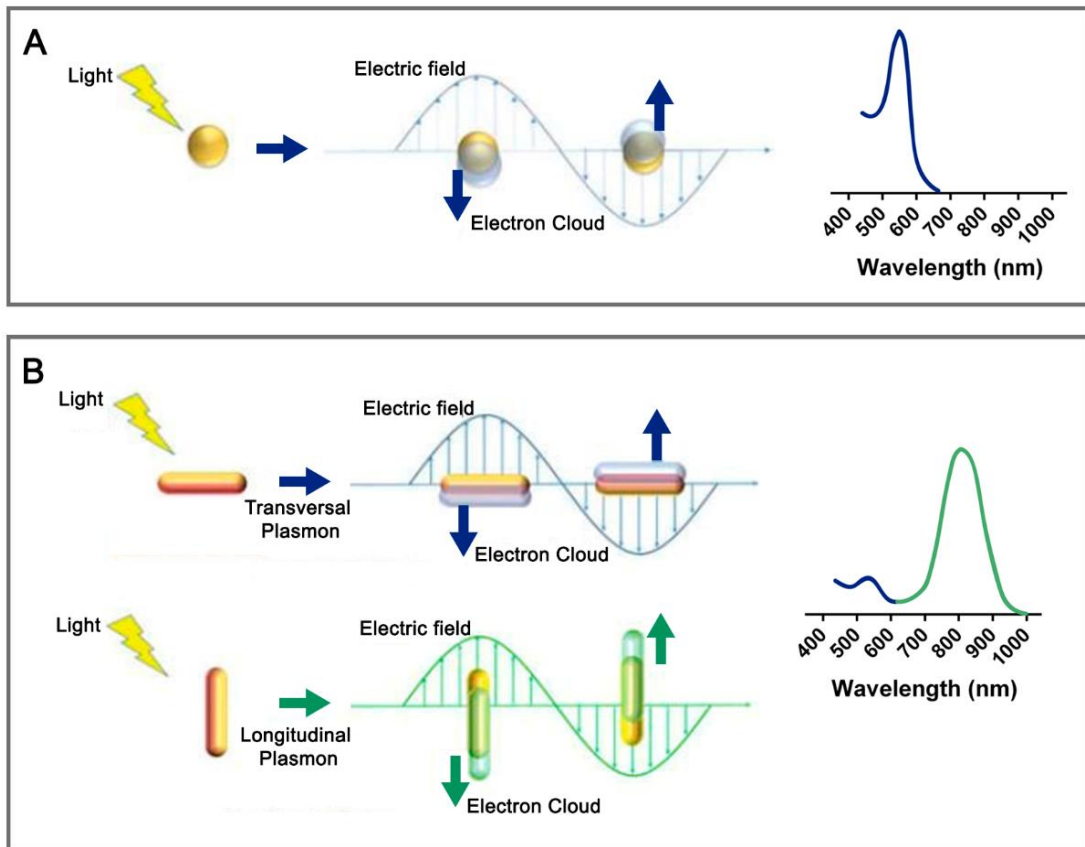 A
Light
Electric field
Electron Cloud
400 500 600 700 800 900 1000
Wavelength (nm)
B
Light
Electric field
Transversal
Plasmon
Electron Cloud
Light
Electric field
Longitudinal
Plasmon
Electron Cloud
400 500 600 700 800 900 1000
Wavelength (nm)